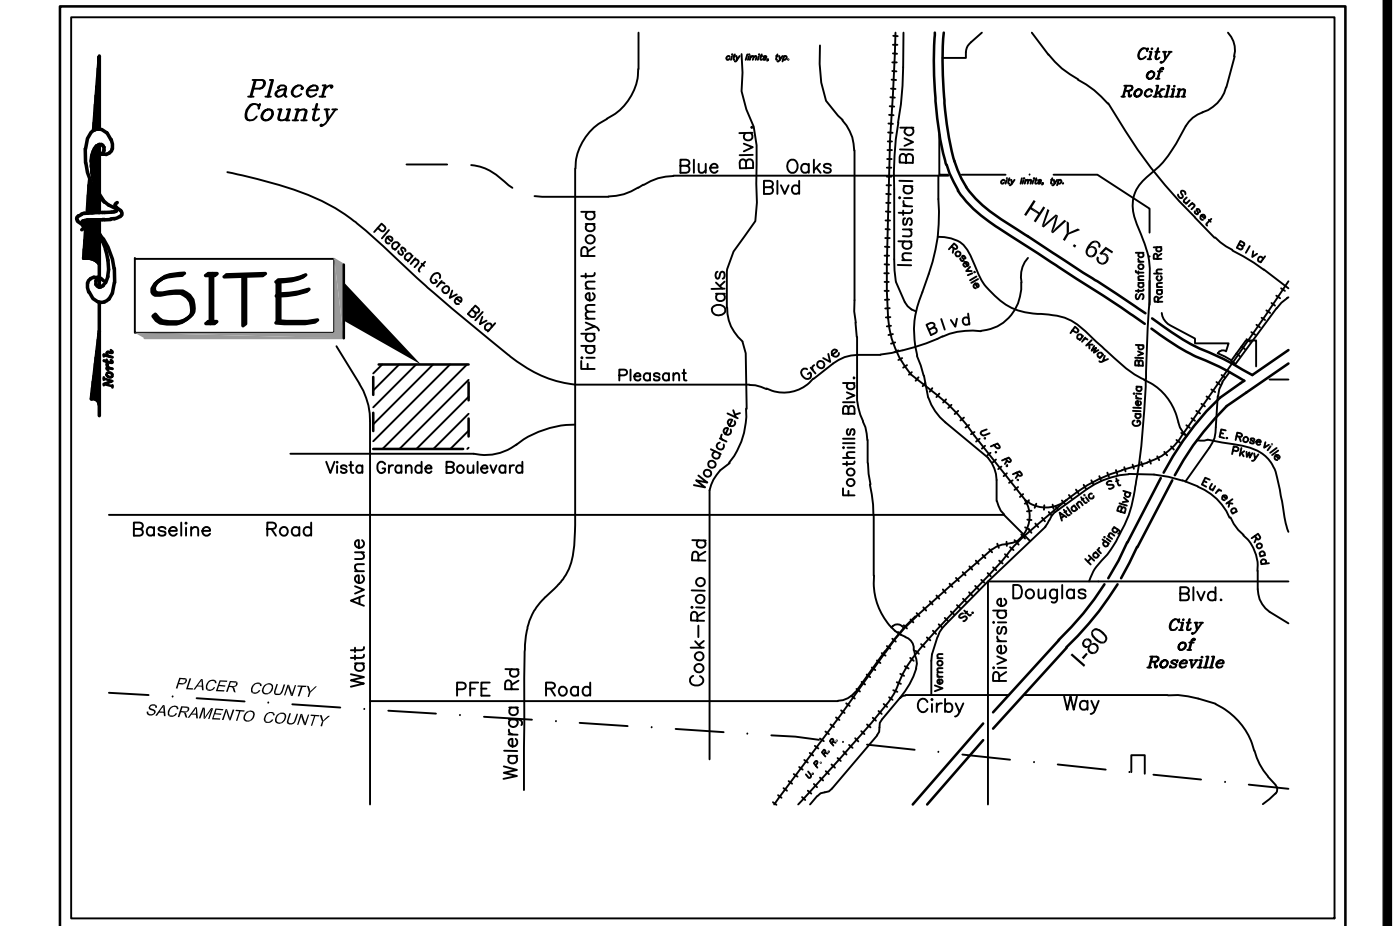 city limits, typ.
City
of
Rocklin
Placer
County
Blue Oaks
Blvd
Blvd.
Industrial Blvd
city limits, typ.
Sunset Blvd
HWY. 65
Pleasant Grove Blvd
Fiddyment Road
Roseville
Parkway
Stanford
Ranch Rd
SITE
Oaks
Woodcreek
North
Pleasant Grove Blvd
Galleria Blvd
Foothills Blvd.
U. P. R. R.
E. Roseville
Pkwy
Vista Grande Boulevard
Atlantic St
Eureka Road
Harding Blvd
Baseline Road
Watt Avenue
Cook-Riolo Rd
Douglas Blvd.
St.
Vernon
Riverside
I-80
City
of
Roseville
PLACER COUNTY
SACRAMENTO COUNTY
PFE Road
Walerga Rd
Cirby Way
U. P. R. R.